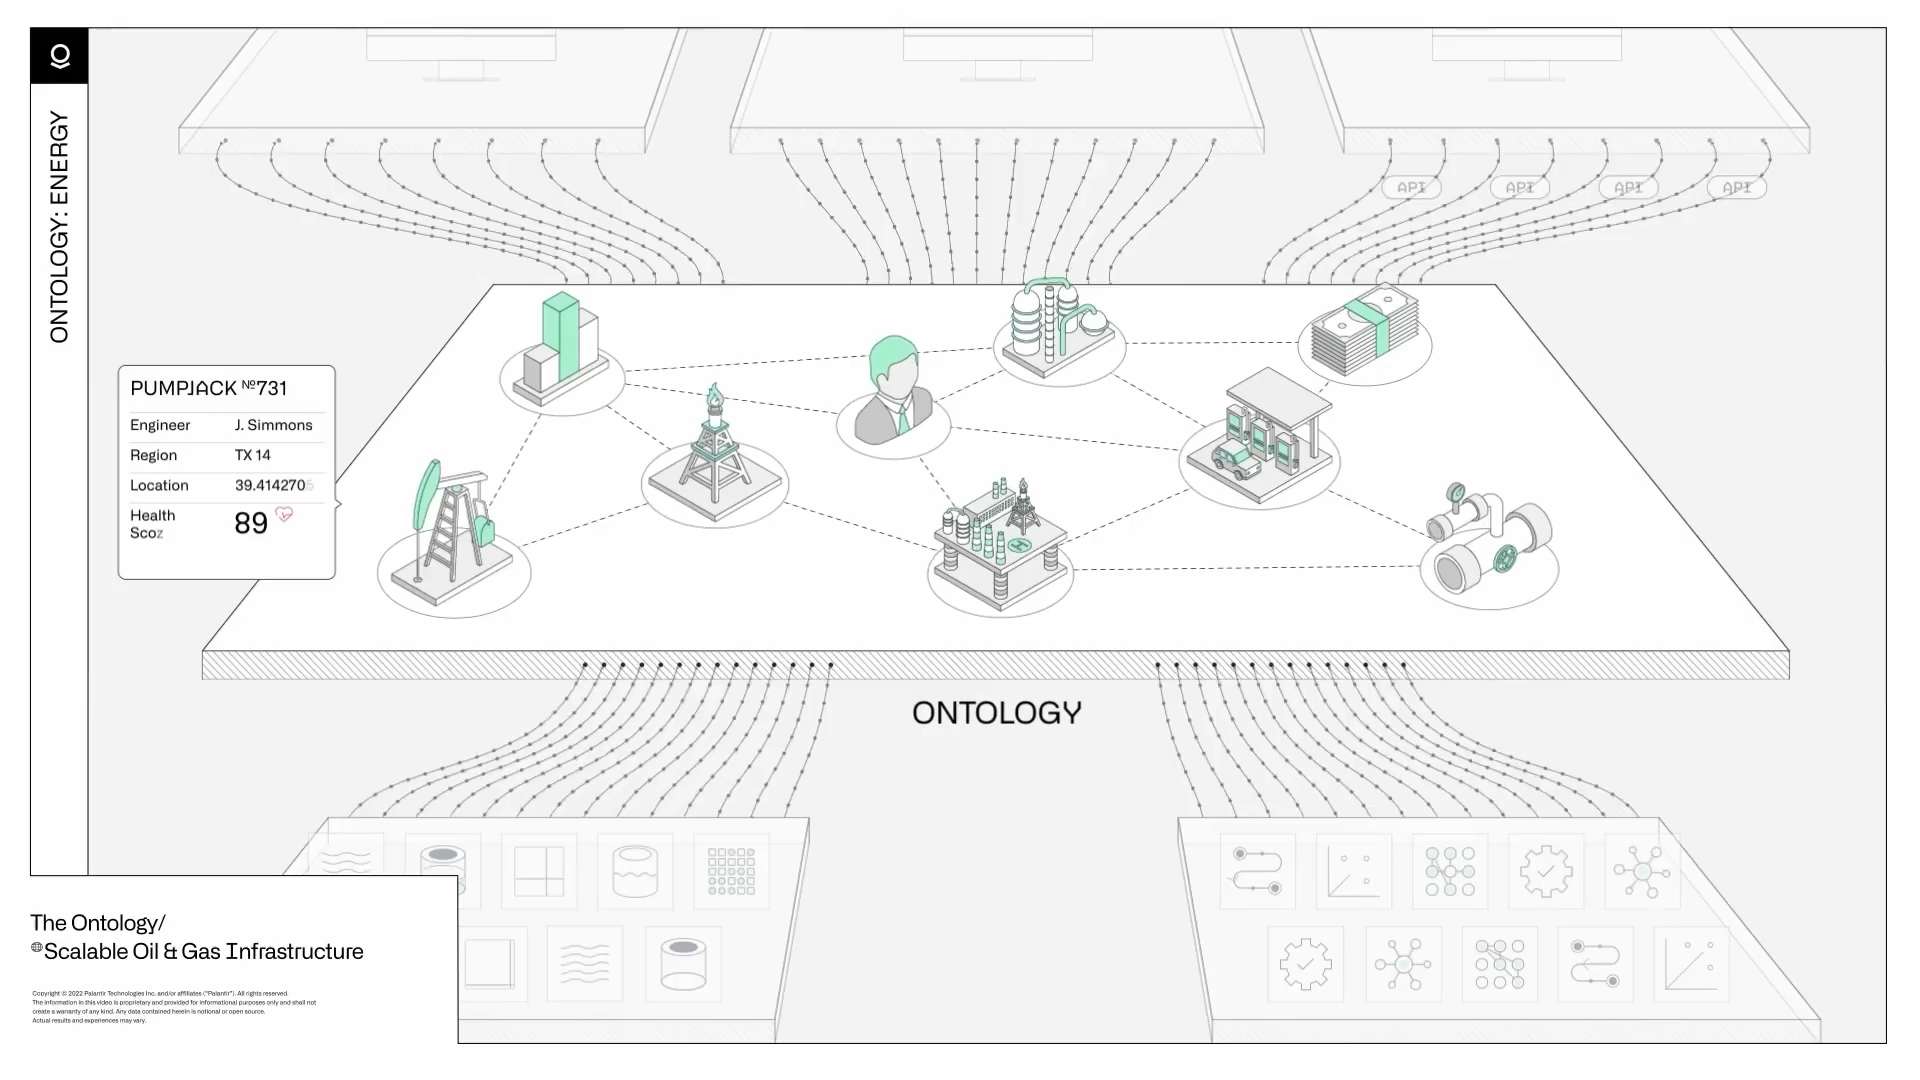 ONTOLOGY: ENERGY
API API API API
PUMPJACK Nº731
Engineer J. Simmons
Region TX 14
Location 39.4142705
Health
Scoz
89
ONTOLOGY
The Ontology/
Scalable Oil & Gas Infrastructure
Copyright © 2022 Palantir Technologies Inc. and/or affiliates ("Palantir"). All rights reserved.
The information in this video is proprietary and provided for informational purposes only and shall not
create a warranty of any kind. Any data contained herein is notional or open source.
Actual results and experiences may vary.